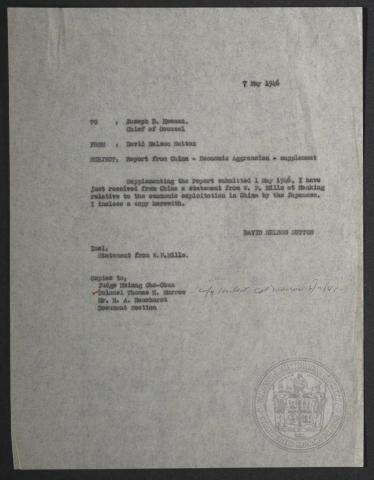 7 May 1946
TO : Joseph B. Keenan,
Chief of Counsel
FROM : David Nelson Sutton
SUBJECT: Report from China - Economic Aggression - supplement
Supplementing the report submitted 1 May 1946, I have
just received from China a statement from W. P. Mills at Nanking
relative to the economic exploitation in China by the Japanese.
I inclose a copy herewith.
DAVID NELSON SUTTON
Incl.
Statement from W.P.Mills.
Copies to,
Judge Hsiang Che-Chun
Colonel Thomas H. Morrow
Mr. H. A. Hauxhurst
Document Section